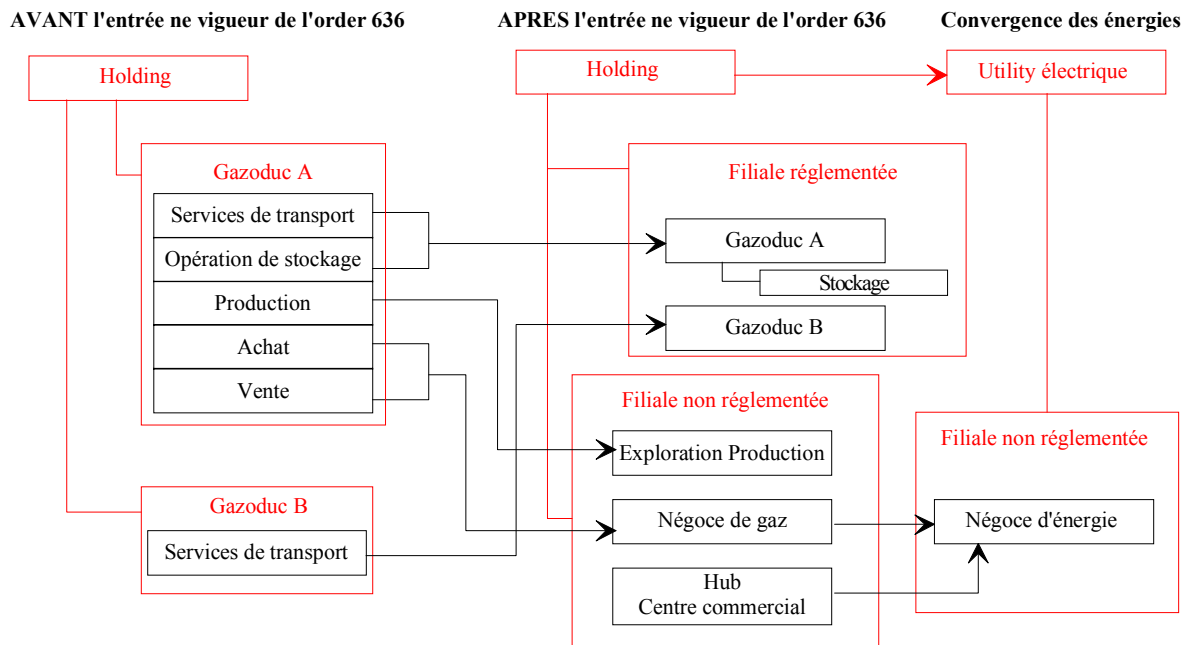 AVANT l'entrée ne vigueur de l'order 636
APRES l'entrée ne vigueur de l'order 636
Convergence des énergies
Holding
Gazoduc A
Services de transport
Opération de stockage
Production
Achat
Vente
Gazoduc B
Services de transport
Holding
Filiale réglementée
Gazoduc A
Stockage
Gazoduc B
Filiale non réglementée
Exploration Production
Négoce de gaz
Hub
Centre commercial
Utility électrique
Filiale non réglementée
Négoce d'énergie